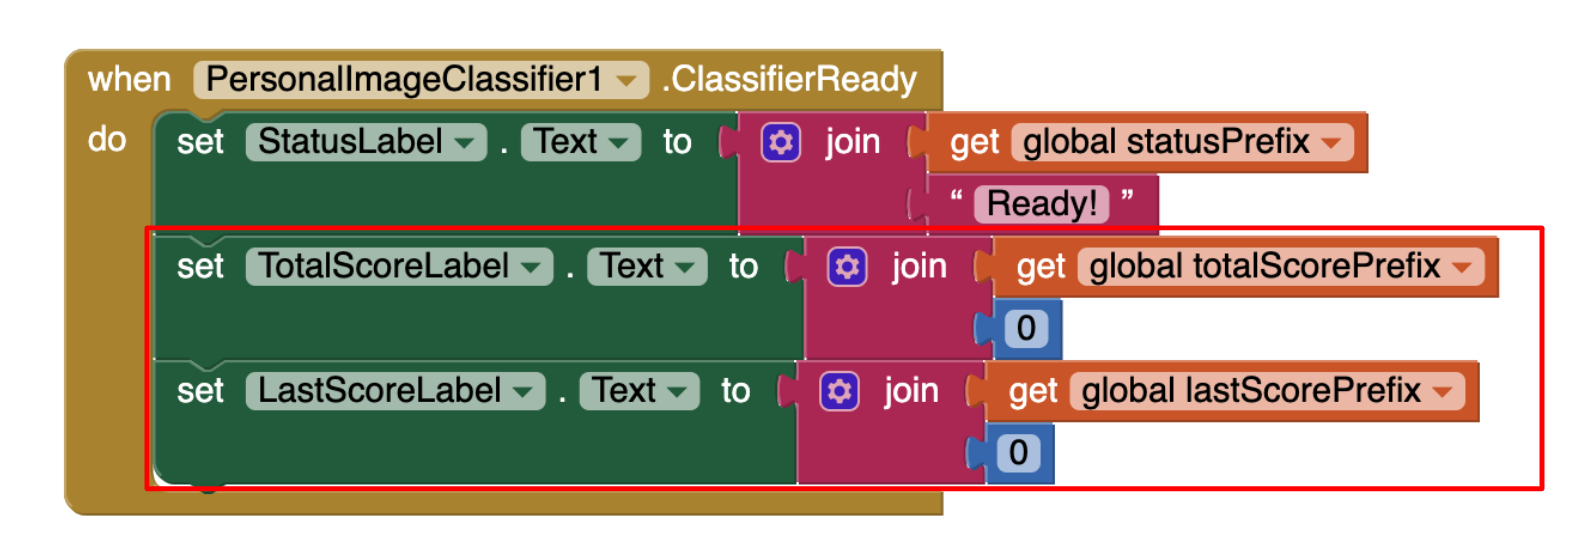 when PersonalImageClassifier1 .ClassifierReady
do set StatusLabel . Text to join get global statusPrefix
“ Ready! ”
set TotalScoreLabel . Text to join get global totalScorePrefix
0
set LastScoreLabel . Text to join get global lastScorePrefix
0